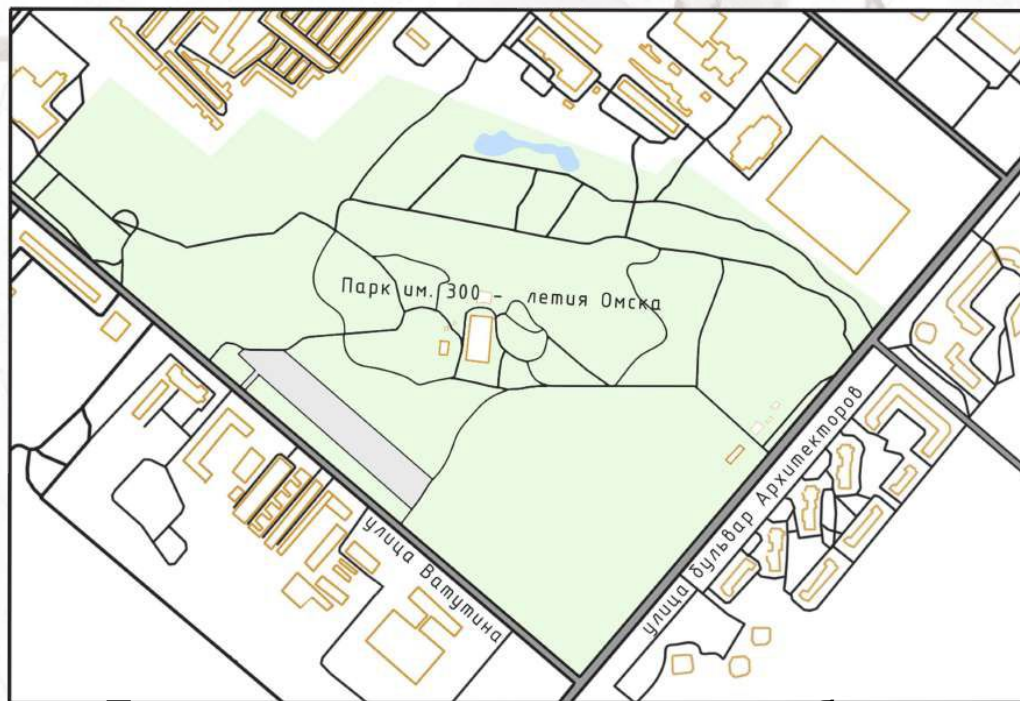 Парк им. 300 - летия Омска
улица Ватутина
улица бульвар Архитекторов